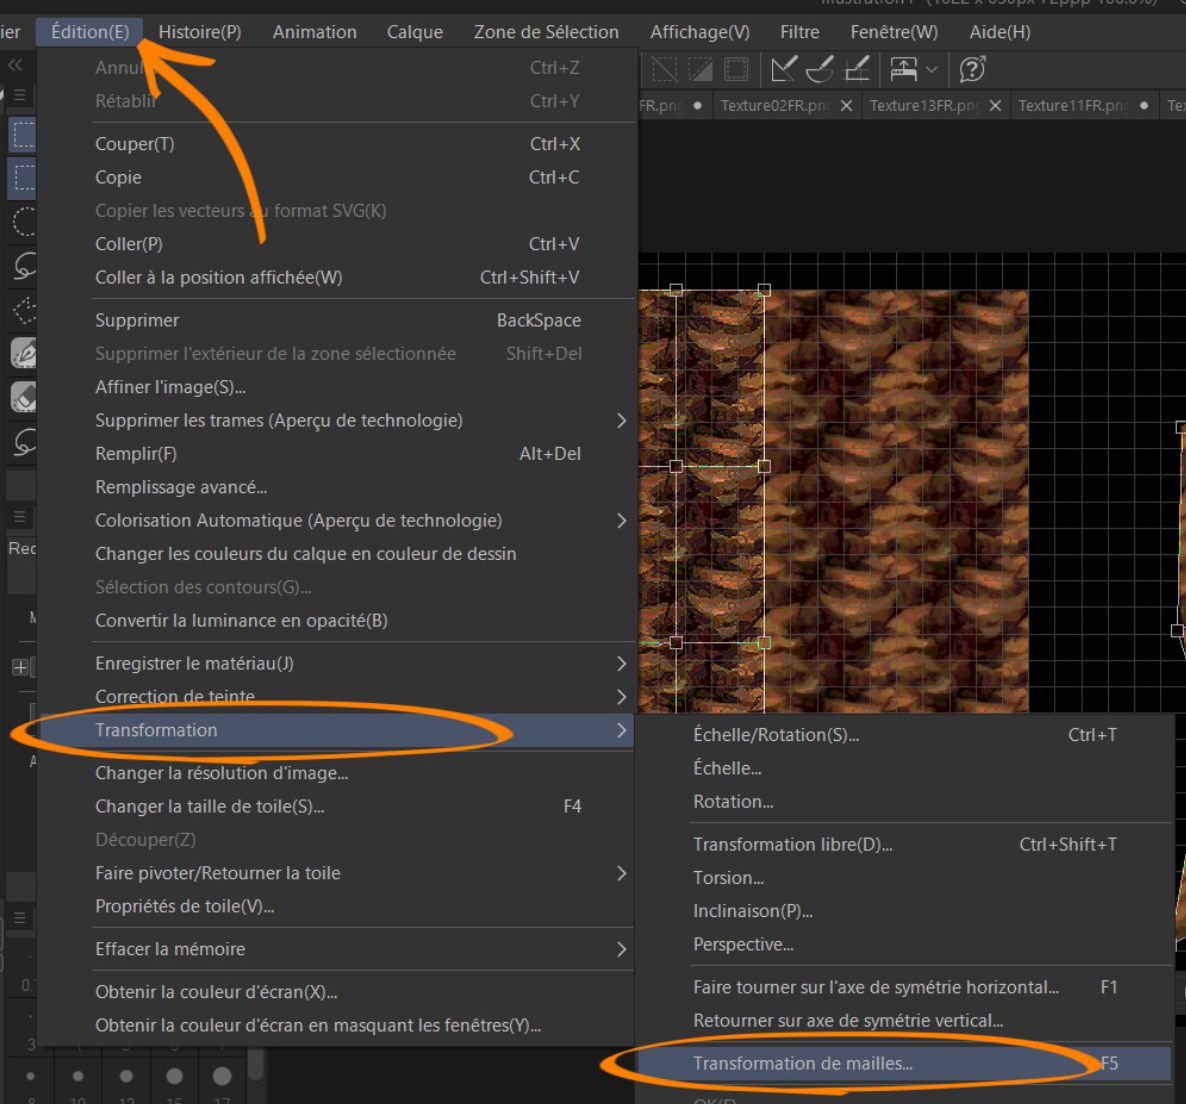 Édition(E) Histoire(P) Animation Calque Zone de Sélection Affichage(V) Filtre Fenêtre(W) Aide(H)
Ctrl+Z
Rétablir Ctrl+Y
FR.png Texture02FR.png Texture13FR.png Texture11FR.png
Couper(T) Ctrl+X
Copie Ctrl+C
Copier les vecteurs au format SVG(K)
Coller(P) Ctrl+V
Coller à la position affichée(W) Ctrl+Shift+V
Supprimer BackSpace
Supprimer l'extérieur de la zone sélectionnée Shift+Del
Affiner l'image(S)...
Supprimer les trames (Aperçu de technologie)
Remplir(F) Alt+Del
Remplissage avancé...
Colorisation Automatique (Aperçu de technologie)
Changer les couleurs du calque en couleur de dessin
Sélection des contours(G)...
Convertir la luminance en opacité(B)
Enregistrer le matériau(J)
Correction de teinte
Transformation
Changer la résolution d'image...
Changer la taille de toile(S)... F4
Découper(Z)
Faire pivoter/Retourner la toile
Propriétés de toile(V)...
Effacer la mémoire
Obtenir la couleur d'écran(X)...
Obtenir la couleur d'écran en masquant les fenêtres(Y)...
Échelle/Rotation(S)... Ctrl+T
Échelle...
Rotation...
Transformation libre(D)... Ctrl+Shift+T
Torsion...
Inclinaison(P)...
Perspective...
Faire tourner sur l'axe de symétrie horizontal... F1
Retourner sur axe de symétrie vertical...
Transformation de mailles... F5